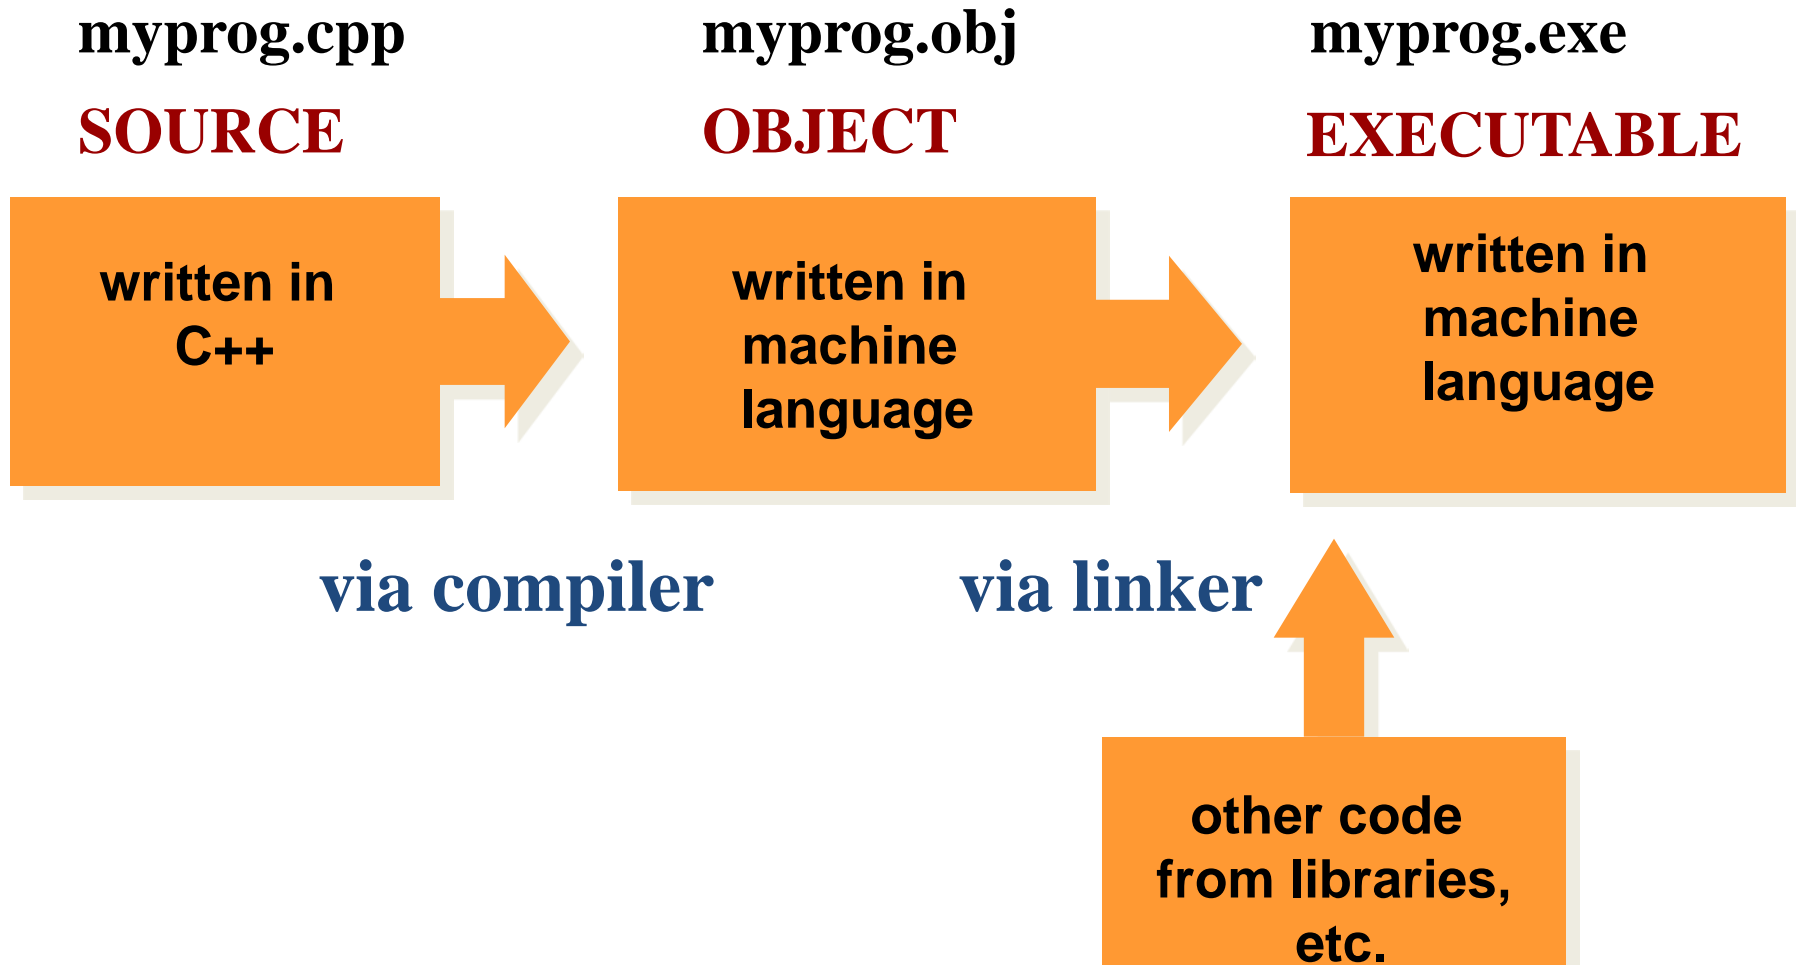 myprog.cpp
myprog.obj
myprog.exe
SOURCE
OBJECT
EXECUTABLE
written in
C++
written in
machine
language
written in
machine
language
via compiler
via linker
other code
from libraries,
etc.